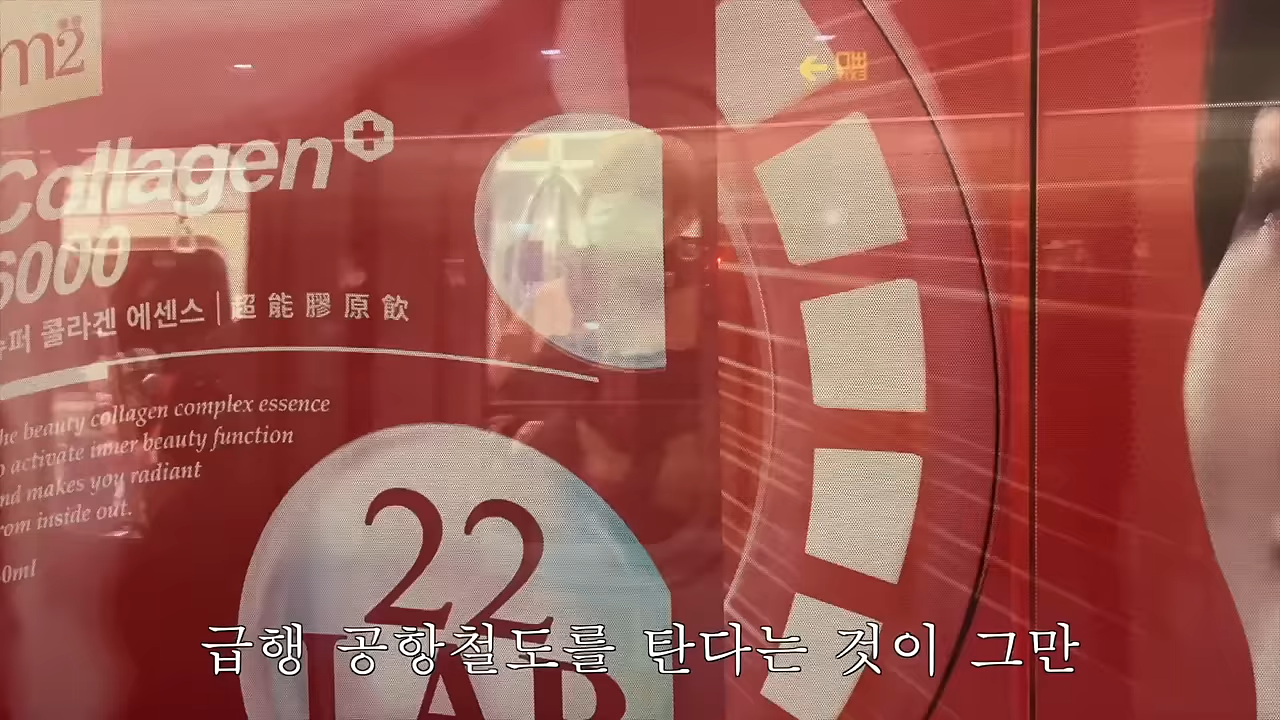 m2
Collagen
6000
콜라겐 에센스 | 超能膠原飲
he beauty collagen complex essence
activate inner beauty function
nd makes you radiant
rom inside out.
0ml
22
LAB
급행 공항철도를 탄다는 것이 그만